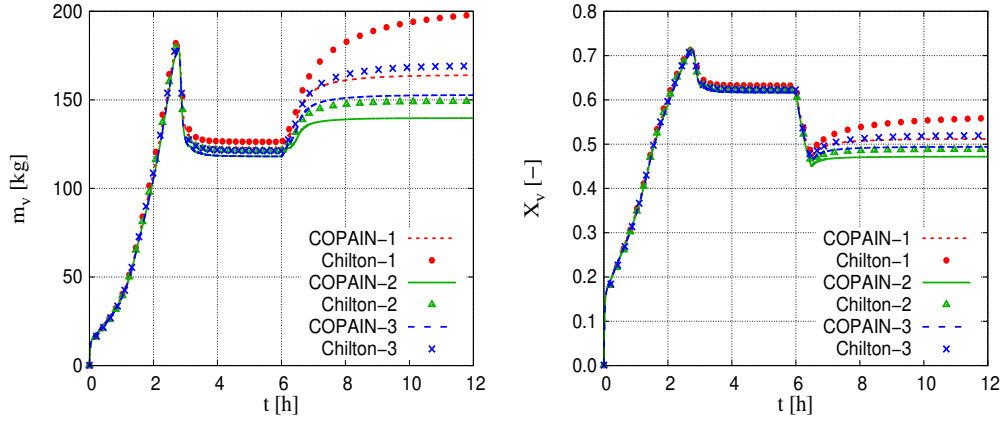 200
150
100
50
0
m_v [kg]
0 2 4 6 8 10 12
t [h]
COPAIN−1
Chilton−1
COPAIN−2
Chilton−2
COPAIN−3
Chilton−3
0.8
0.7
0.6
0.5
0.4
0.3
0.2
0.1
0
X_v [−]
0 2 4 6 8 10 12
t [h]
COPAIN−1
Chilton−1
COPAIN−2
Chilton−2
COPAIN−3
Chilton−3